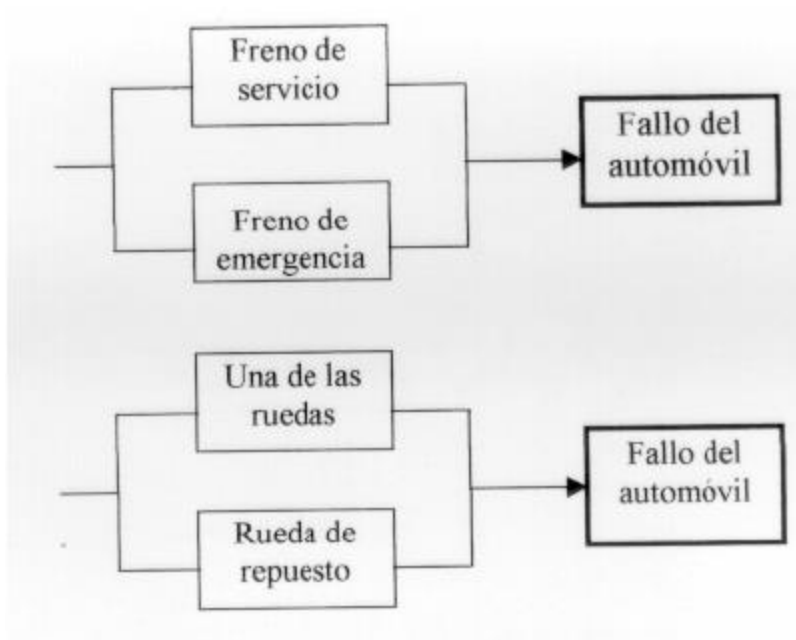 Freno de
servicio
Fallo del
automóvil
Freno de
emergencia
Una de las
ruedas
Fallo del
automóvil
Rueda de
repuesto